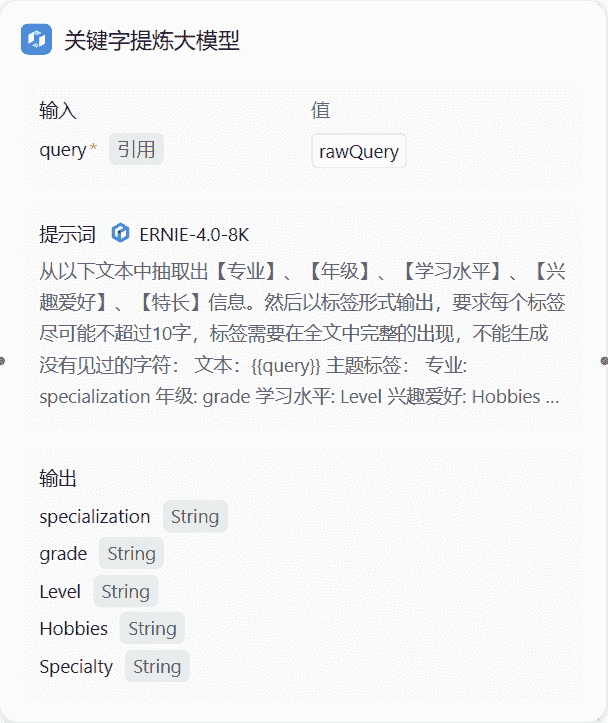 关键字提炼大模型
输入 值
query* 引用 rawQuery
提示词 ERNIE-4.0-8K
从以下文本中抽取出【专业】、【年级】、【学习水平】、【兴
趣爱好】、【特长】信息。然后以标签形式输出，要求每个标签
尽可能不超过10字，标签需要在全文中完整的出现，不能生成
没有见过的字符： 文本：{{query}} 主题标签： 专业:
specialization 年级: grade 学习水平: Level 兴趣爱好: Hobbies ...
输出
specialization String
grade String
Level String
Hobbies String
Specialty String